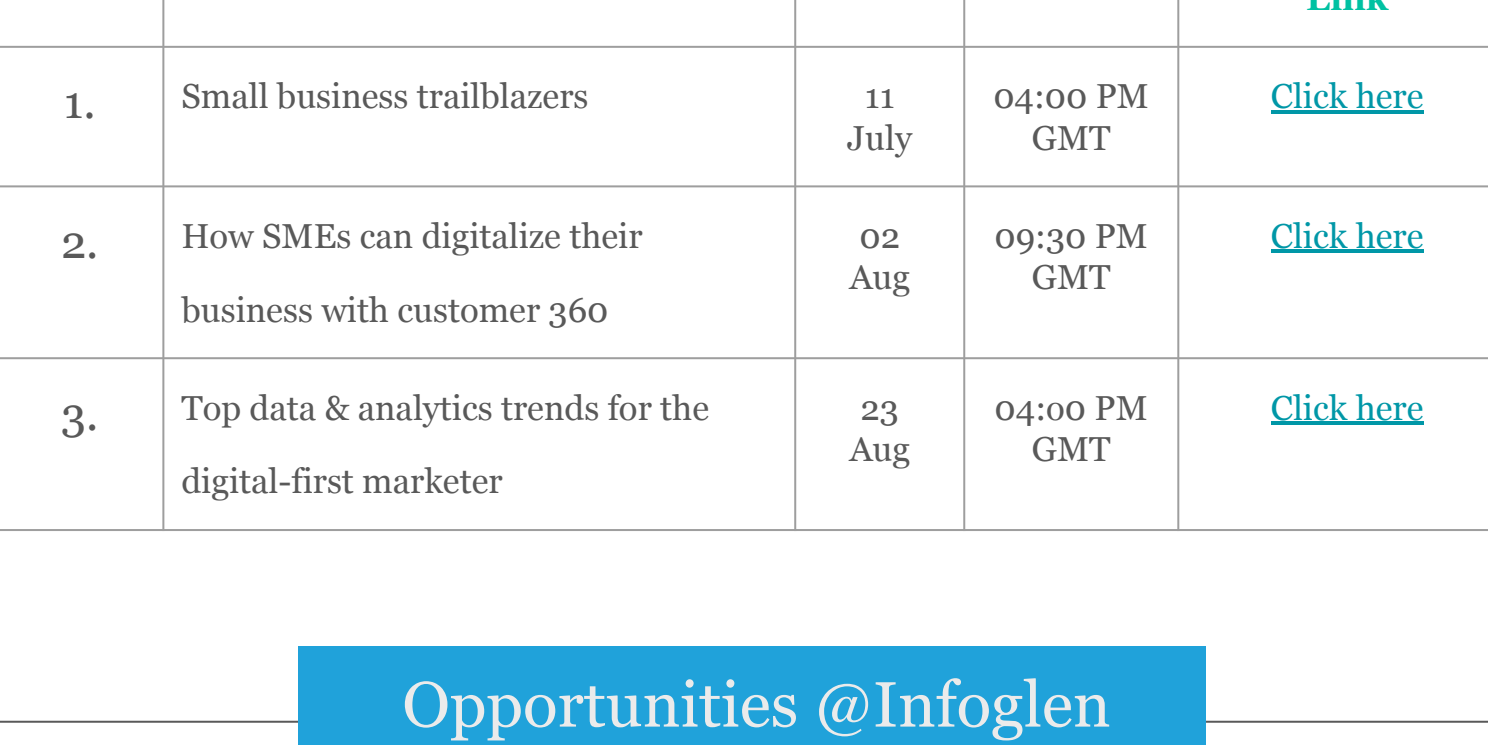 Link
1.
Small business trailblazers
11
July
04:00 PM
GMT
Click here
2.
How SMEs can digitalize their
business with customer 360
02
Aug
09:30 PM
GMT
Click here
3.
Top data & analytics trends for the
digital-first marketer
23
Aug
04:00 PM
GMT
Click here
Opportunities @Infoglen